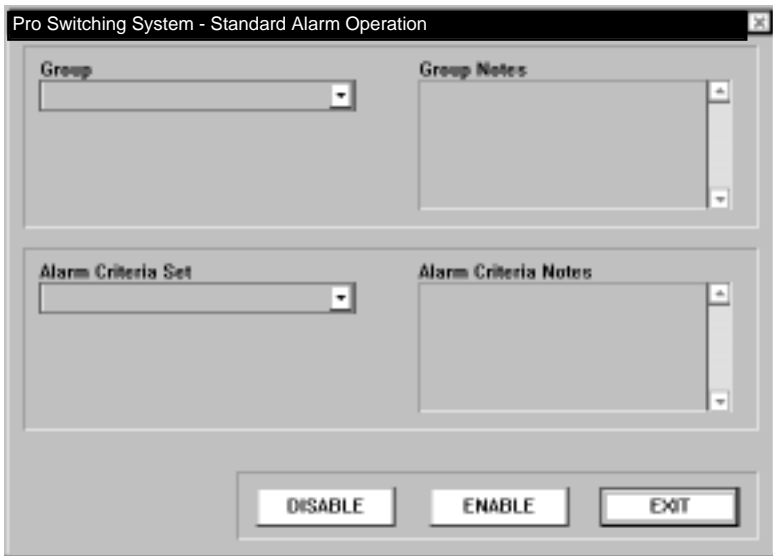 Pro Switching System - Standard Alarm Operation
Group
Group Notes
Alarm Criteria Set
Alarm Criteria Notes
DISABLE
ENABLE
EXIT